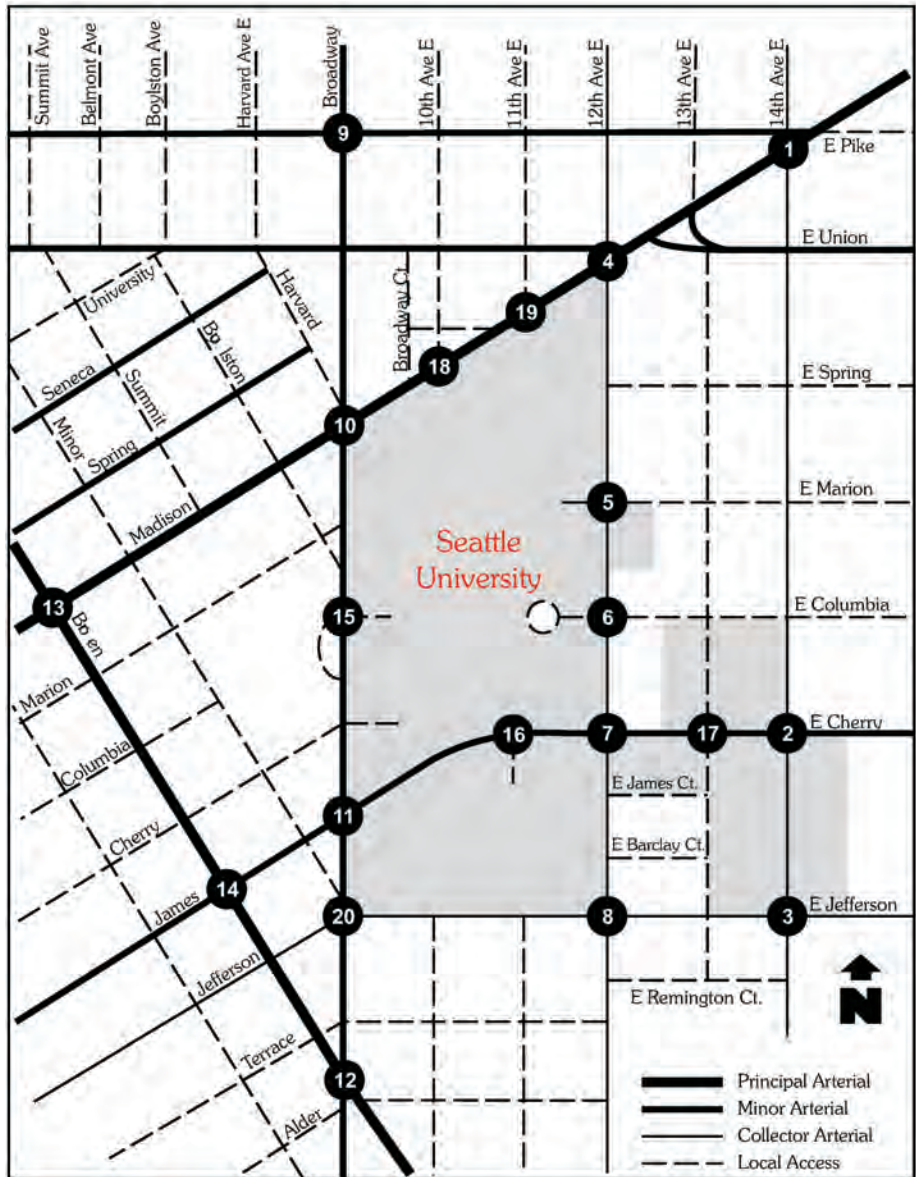 Summit Ave
Belmont Ave
Boylston Ave
Harvard Ave E
Broadway
10th Ave E
11th Ave E
12th Ave E
13th Ave E
14th Ave E
9
1
E Pike
E Union
4
University
Harvard
Broadway Ct.
19
Seneca
Bo lston
18
Summit
E Spring
Minor
Spring
10
Madison
5
E Marion
Seattle
University
13
Bo en
15
6
E Columbia
Marion
16
7
17
2
E Cherry
Columbia
E James Ct.
11
Cherry
E Barclay Ct.
14
James
20
8
3
E Jefferson
Jefferson
E Remington Ct.
N
Terrace
12
Alder
Principal Arterial
Minor Arterial
Collector Arterial
Local Access